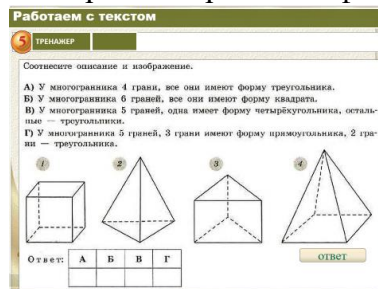 Работаем с текстом
5 ТРЕНАЖЕР
Соотнесите описание и изображение.
А) У многогранника 4 грани, все они имеют форму треугольника.
Б) У многогранника 6 граней, все они имеют форму квадрата.
В) У многогранника 5 граней, одна имеет форму четырёхугольника, осталь-
ные — треугольники.
Г) У многогранника 5 граней, 3 грани имеют форму прямоугольника, 2 гра-
ни — треугольника.
1 2 3 4
Ответ: А Б В Г
ответ